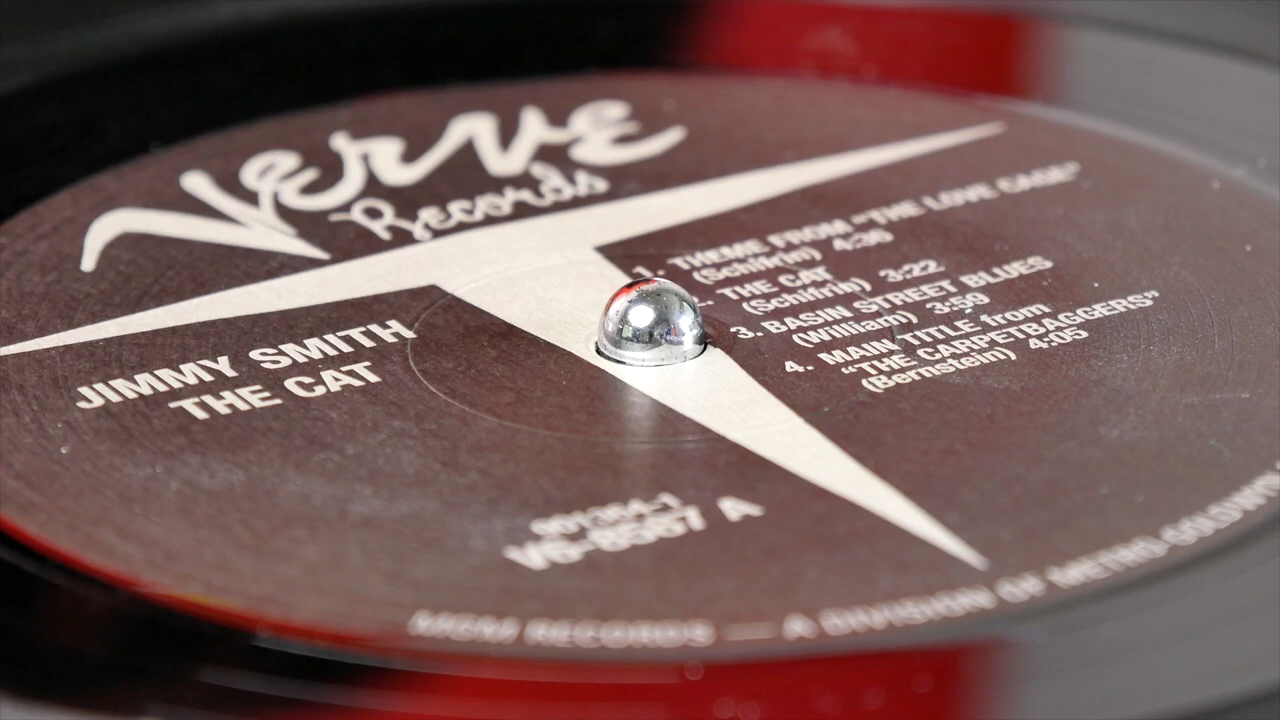 Verve
Records
JIMMY SMITH
THE CAT
1. THEME FROM "THE LOVE CAGE"
(Schifrin) 4:36
2. THE CAT
(Schifrin) 3:22
3. BASIN STREET BLUES
(William) 3:59
4. MAIN TITLE from
"THE CARPETBAGGERS"
(Bernstein) 4:05
601364-1
V6-8587 A
MGM RECORDS — A DIVISION OF METRO-GOLDWYN